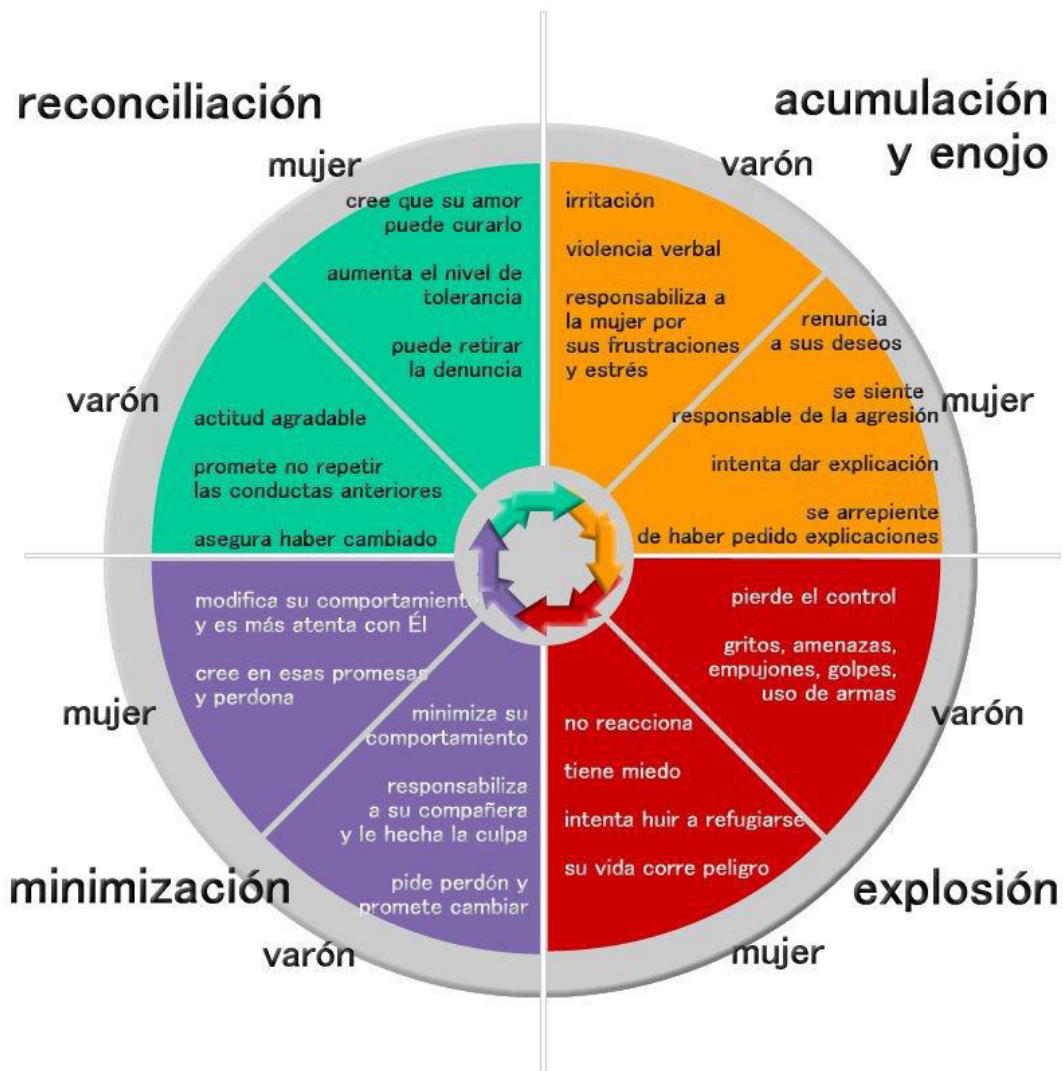 reconciliación
mujer
cree que su amor
puede curarlo
aumenta el nivel de
tolerancia
puede retirar
la denuncia
varón
actitud agradable
promete no repetir
las conductas anteriores
asegura haber cambiado
acumulación
y enojo
varón
irritación
violencia verbal
responsabiliza a
la mujer por
sus frustraciones
y estrés
mujer
renuncia
a sus deseos
se siente
responsable de la agresión
intenta dar explicación
se arrepiente
de haber pedido explicaciones
explosión
varón
pierde el control
gritos, amenazas,
empujones, golpes,
uso de armas
mujer
no reacciona
tiene miedo
intenta huir a refugiarse
su vida corre peligro
minimización
mujer
modifica su comportamiento
y es más atenta con Él
cree en esas promesas
y perdona
varón
minimiza su
comportamiento
responsabiliza
a su compañera
y le hecha la culpa
pide perdón y
promete cambiar